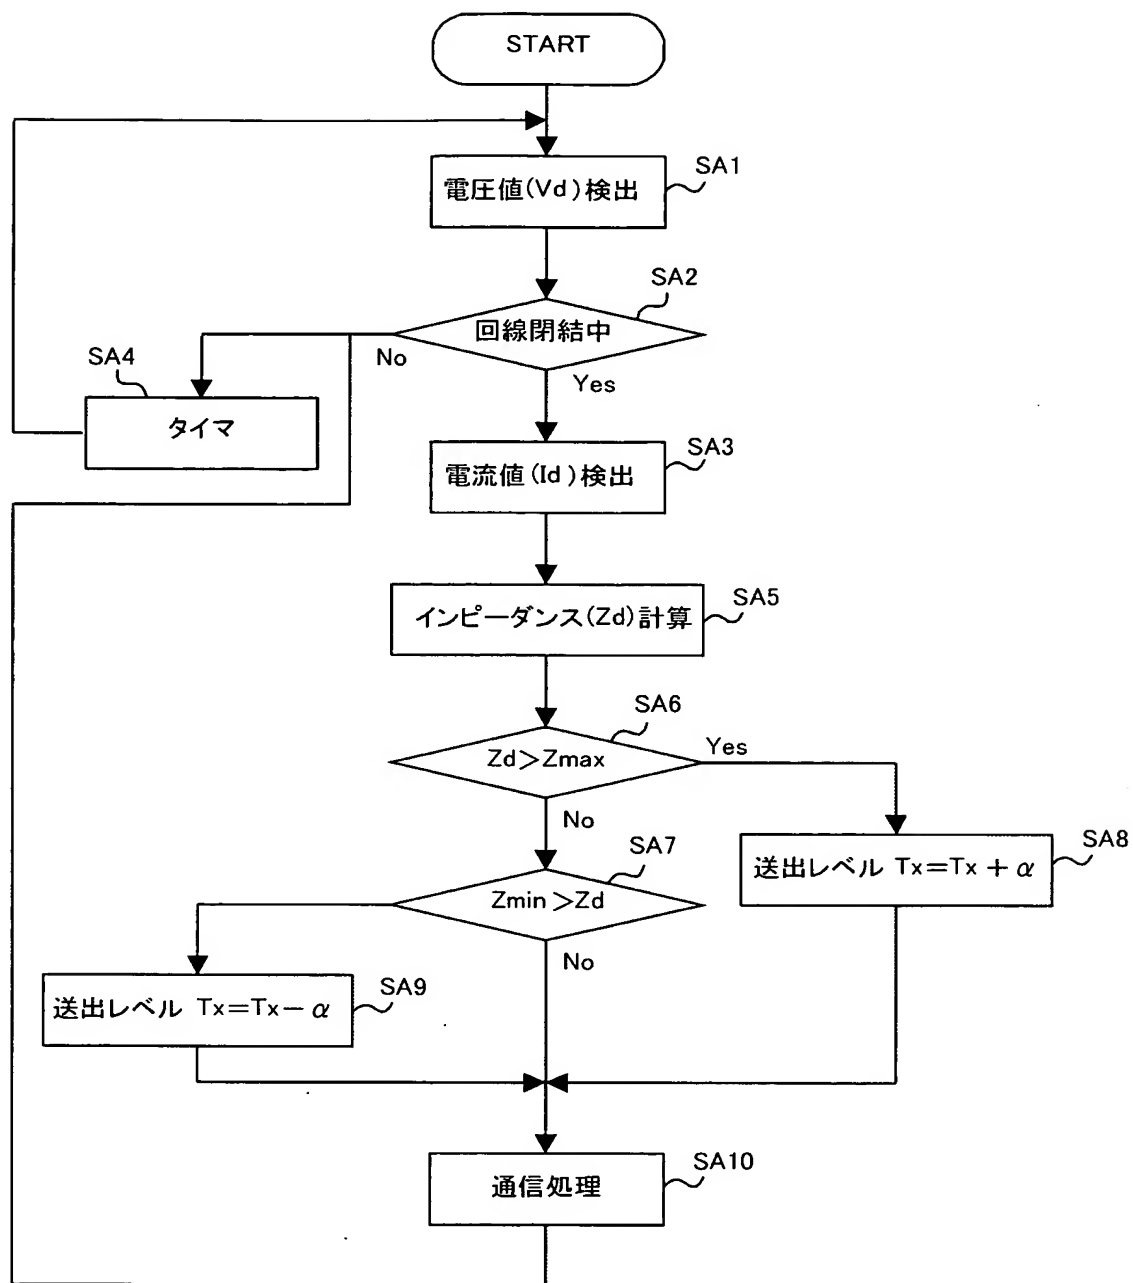 START
電圧値(Vd)検出
SA1
回線閉結中
SA2
No
Yes
SA4
タイマ
電流値(Id)検出
SA3
インピーダンス(Zd)計算
SA5
Zd>Zmax
SA6
Yes
No
送出レベル Tx=Tx+α
SA8
Zmin>Zd
SA7
No
送出レベル Tx=Tx-α
SA9
通信処理
SA10